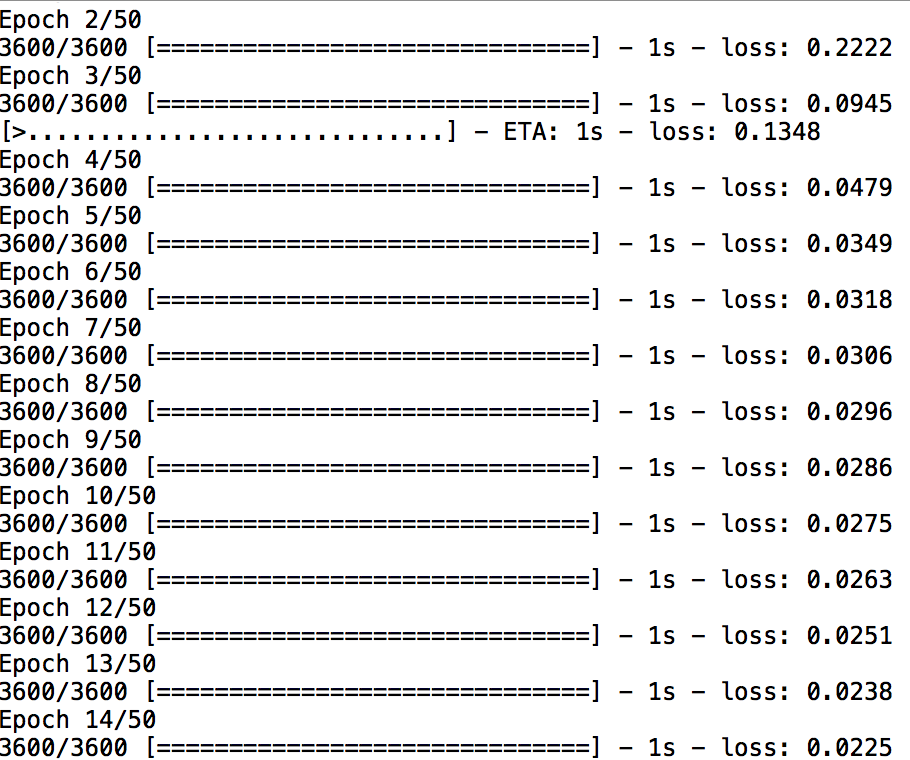 Epoch 2/50
3600/3600 [==============================] - 1s - loss: 0.2222
Epoch 3/50
3600/3600 [==============================] - 1s - loss: 0.0945
[>.............................] - ETA: 1s - loss: 0.1348
Epoch 4/50
3600/3600 [==============================] - 1s - loss: 0.0479
Epoch 5/50
3600/3600 [==============================] - 1s - loss: 0.0349
Epoch 6/50
3600/3600 [==============================] - 1s - loss: 0.0318
Epoch 7/50
3600/3600 [==============================] - 1s - loss: 0.0306
Epoch 8/50
3600/3600 [==============================] - 1s - loss: 0.0296
Epoch 9/50
3600/3600 [==============================] - 1s - loss: 0.0286
Epoch 10/50
3600/3600 [==============================] - 1s - loss: 0.0275
Epoch 11/50
3600/3600 [==============================] - 1s - loss: 0.0263
Epoch 12/50
3600/3600 [==============================] - 1s - loss: 0.0251
Epoch 13/50
3600/3600 [==============================] - 1s - loss: 0.0238
Epoch 14/50
3600/3600 [==============================] - 1s - loss: 0.0225